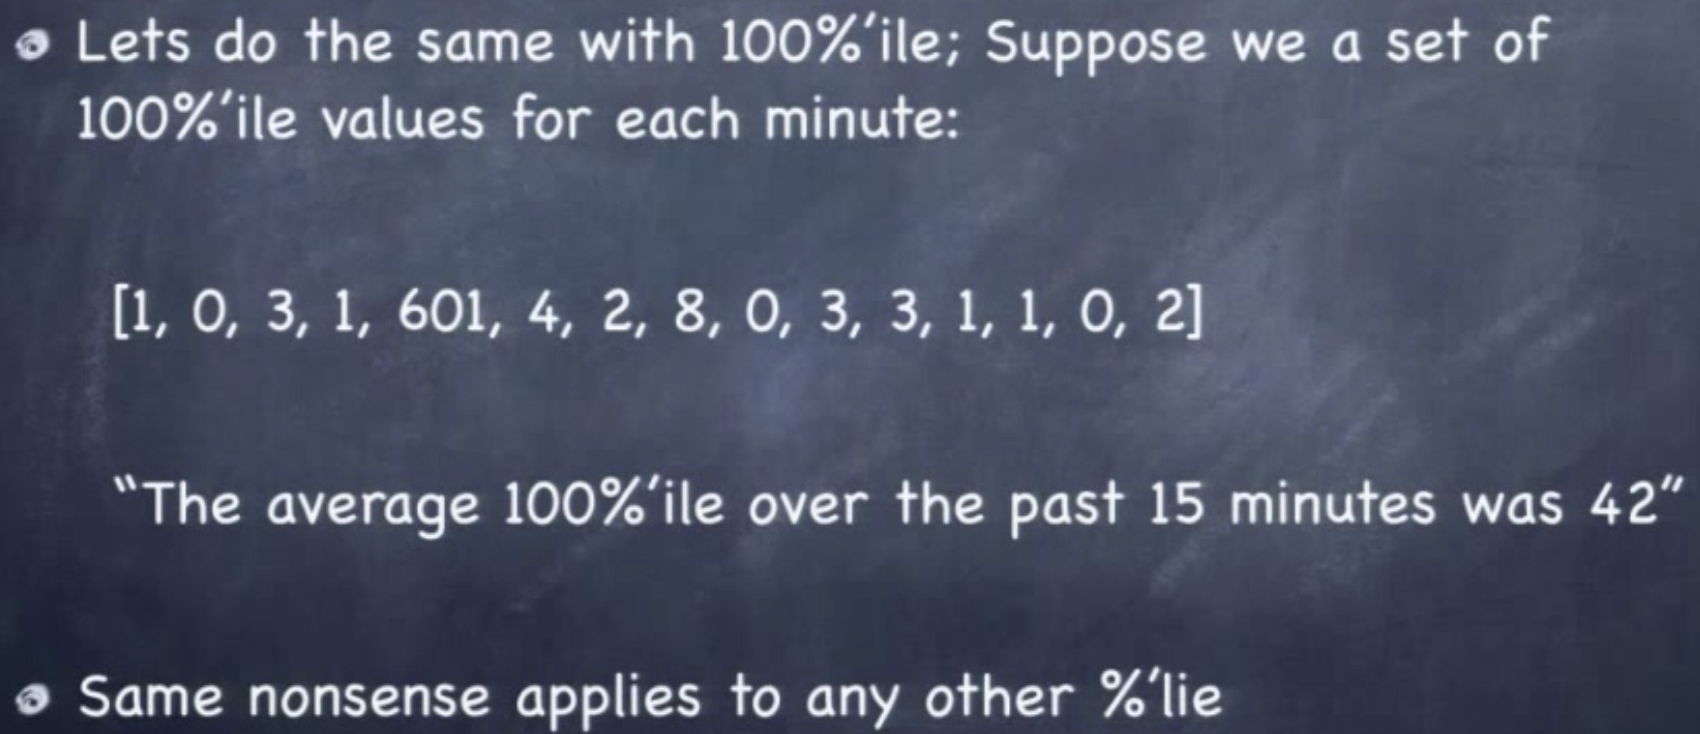 Lets do the same with 100%'ile; Suppose we a set of
100%'ile values for each minute:
[1, 0, 3, 1, 601, 4, 2, 8, 0, 3, 3, 1, 1, 0, 2]
"The average 100%'ile over the past 15 minutes was 42"
Same nonsense applies to any other %'lie